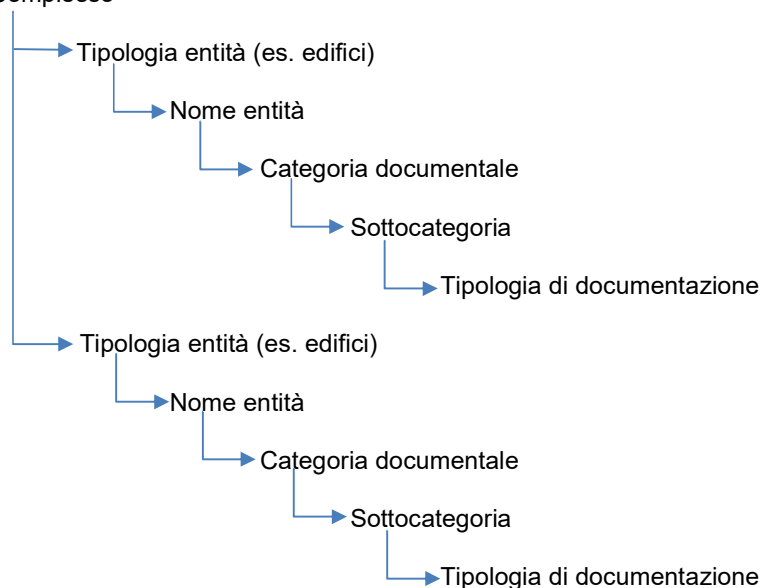 Tipologia entità (es. edifici)
Nome entità
Categoria documentale
Sottocategoria
Tipologia di documentazione
Tipologia entità (es. edifici)
Nome entità
Categoria documentale
Sottocategoria
Tipologia di documentazione